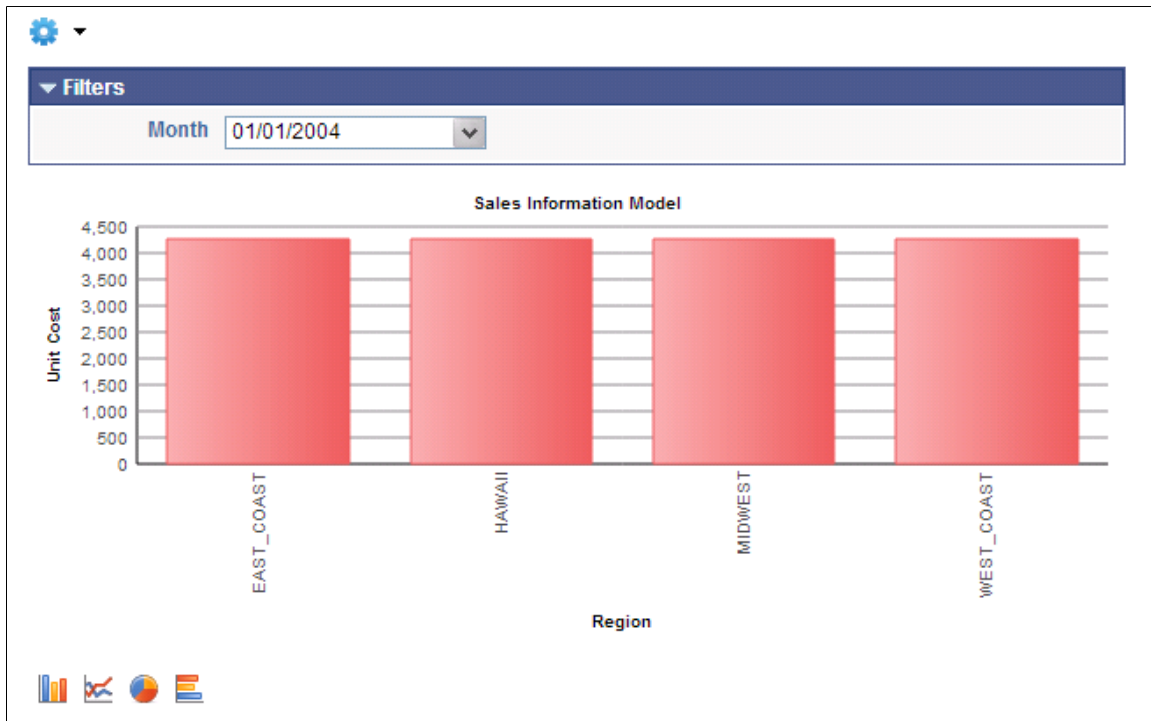 Filters
Month 01/01/2004
Sales Information Model
4,500
4,000
3,500
3,000
2,500
2,000
1,500
1,000
500
0
Unit Cost
EAST_COAST
HAWAII
MIDWEST
WEST_COAST
Region